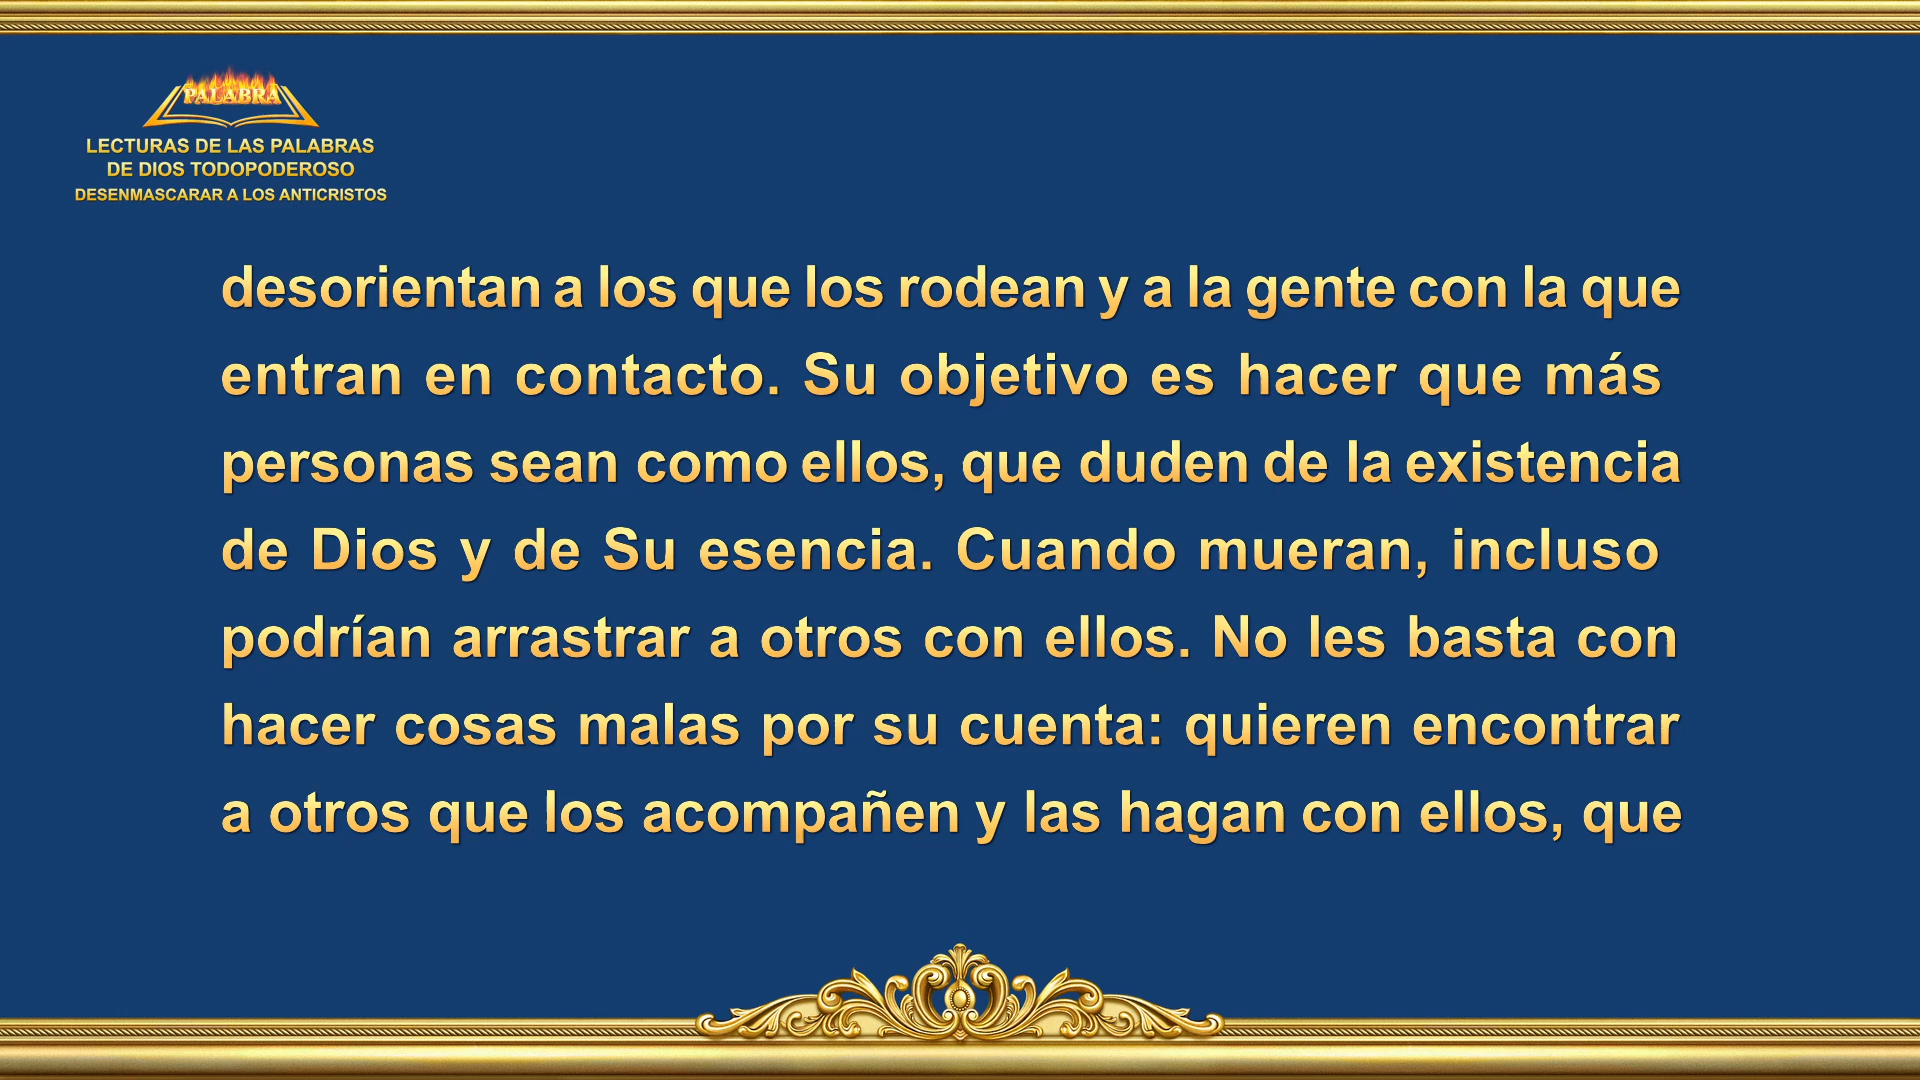 PALABRA
LECTURAS DE LAS PALABRAS
DE DIOS TODOPODEROSO
DESENMASCARAR A LOS ANTICRISTOS
desorientan a los que los rodean y a la gente con la que
entran en contacto. Su objetivo es hacer que más
personas sean como ellos, que duden de la existencia
de Dios y de Su esencia. Cuando mueran, incluso
podrían arrastrar a otros con ellos. No les basta con
hacer cosas malas por su cuenta: quieren encontrar
a otros que los acompañen y las hagan con ellos, que